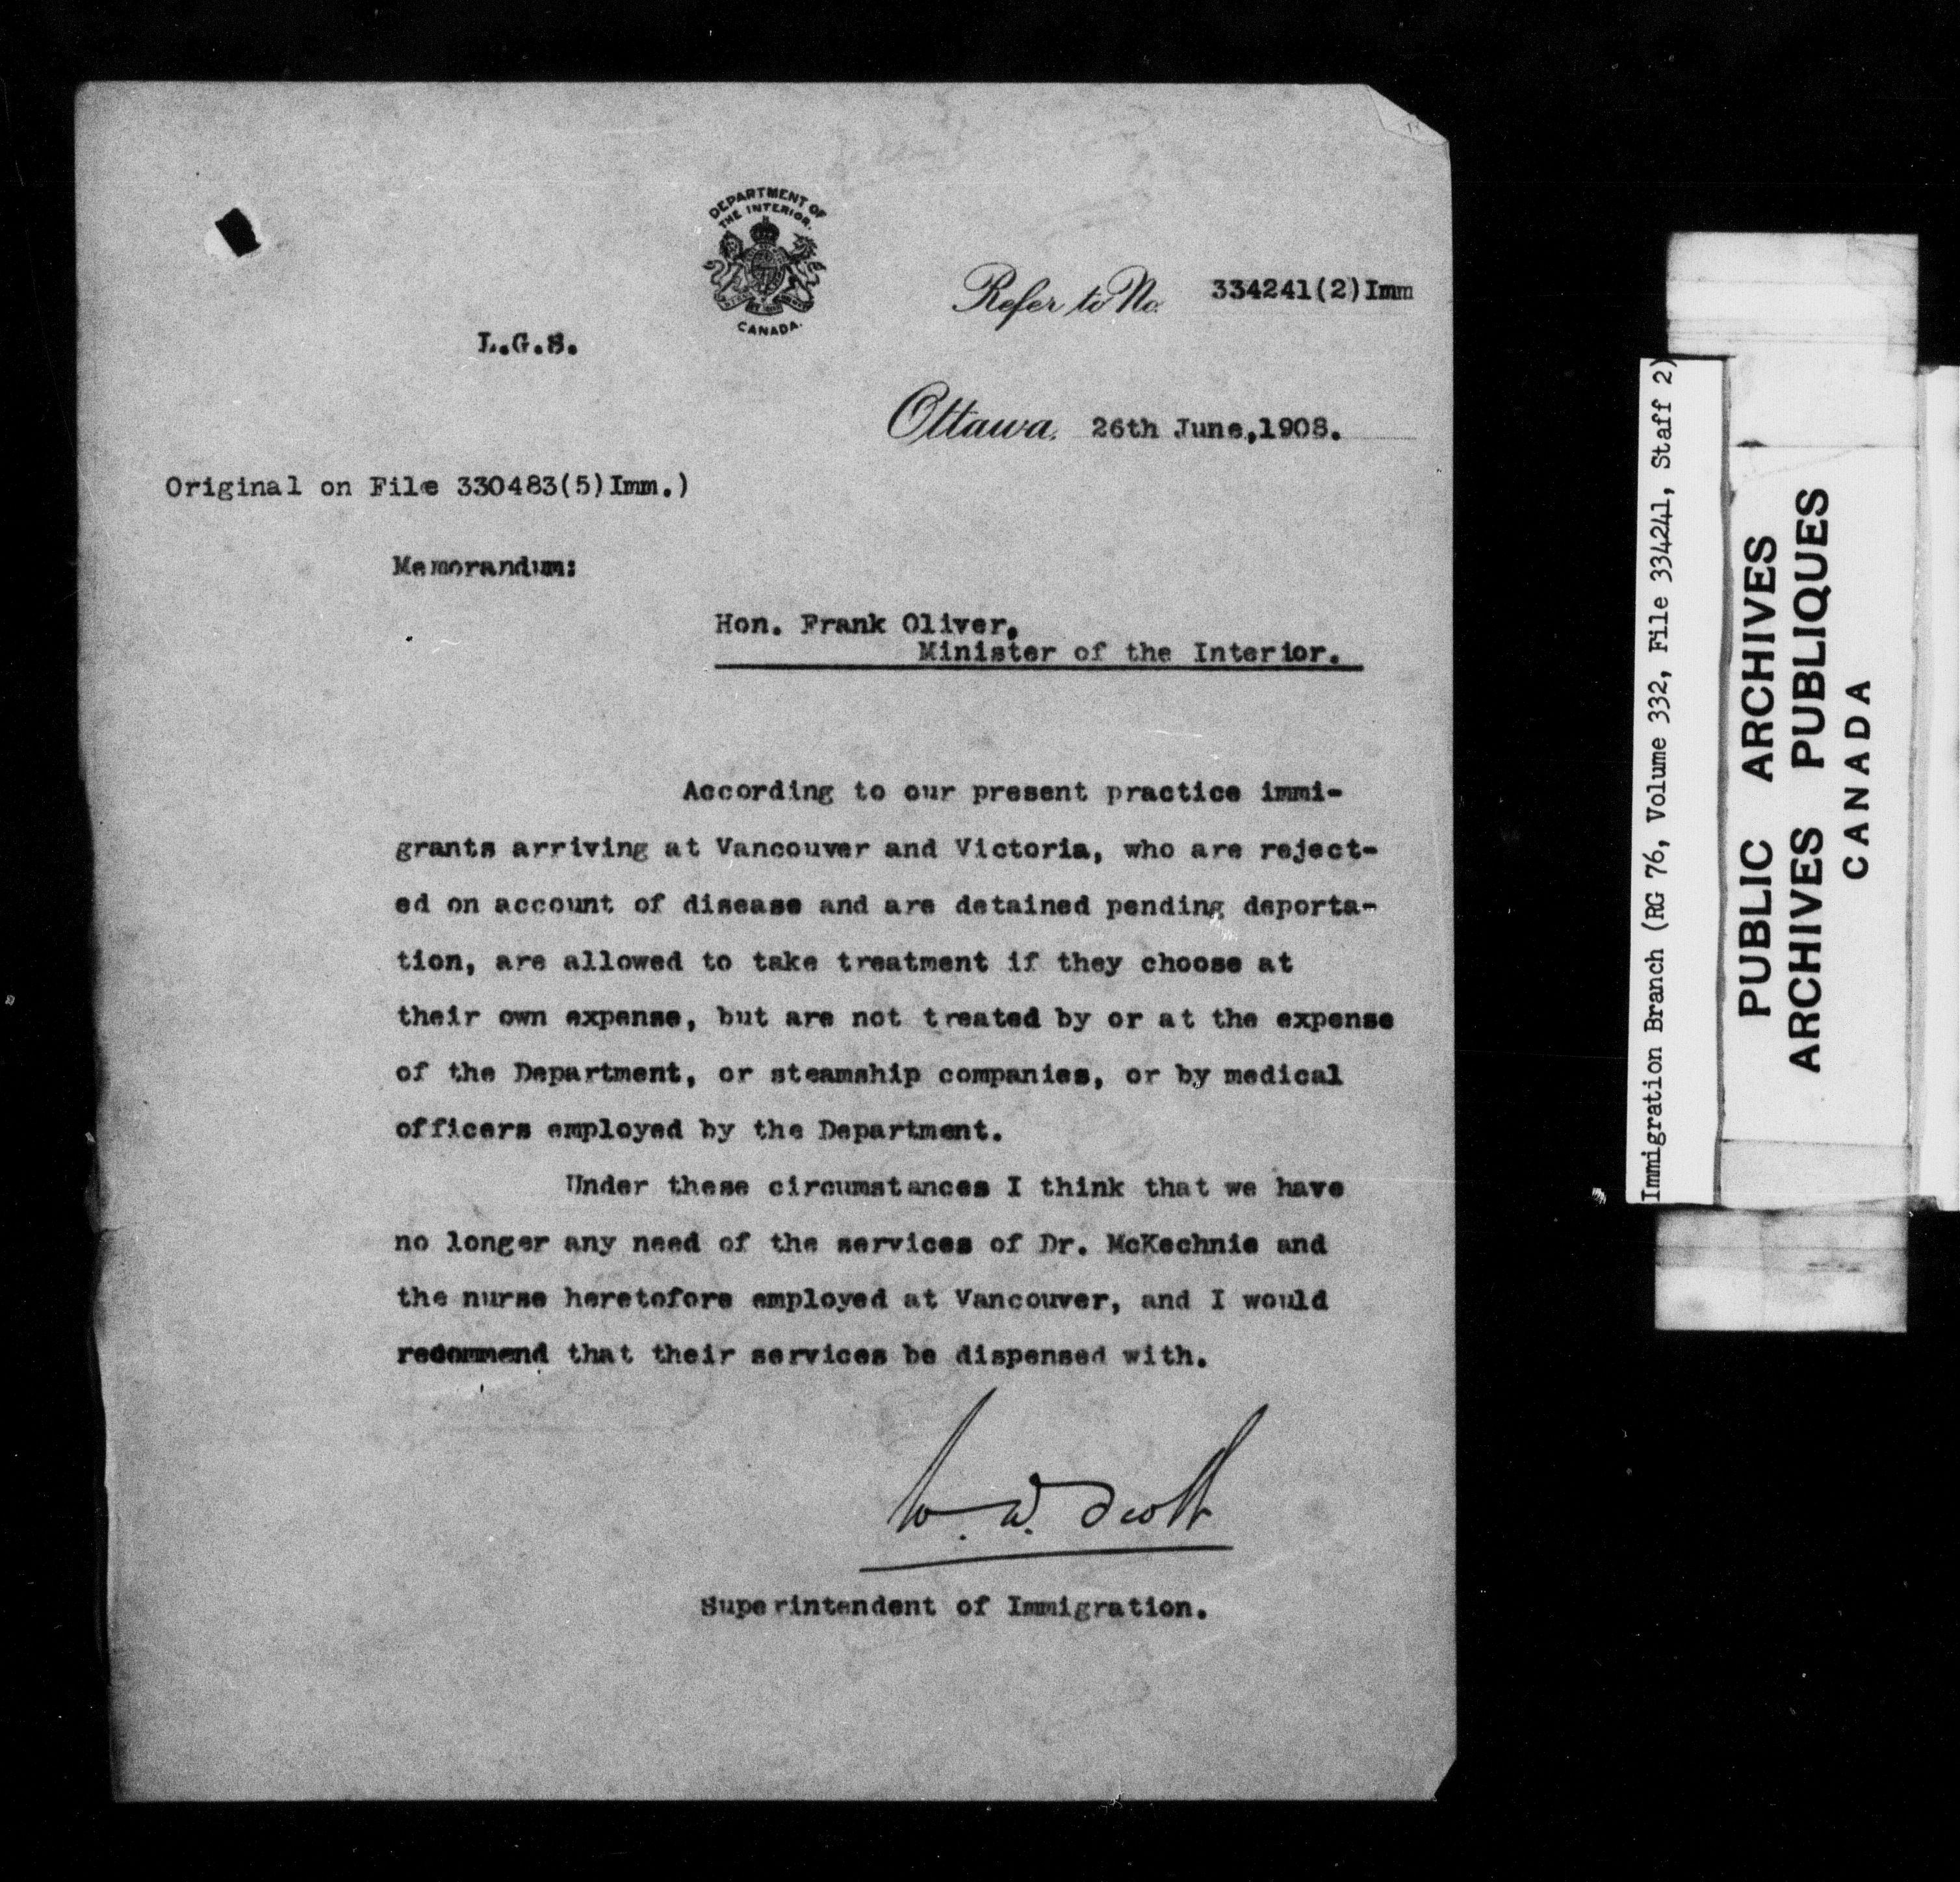 DEPARTMENT OF
THE INTERIOR.
CANADA.
Refer to No. 334241(2)Imm
L.G.S.
Ottawa, 26th June,1908.
Original on File 330483(5)Imm.)
Memorandum:
Hon. Frank Oliver,
Minister of the Interior.
According to our present practice immi-
grants arriving at Vancouver and Victoria, who are reject-
ed on account of disease and are detained pending deporta-
tion, are allowed to take treatment if they choose at
their own expense, but are not treated by or at the expense
of the Department, or steamship companies, or by medical
officers employed by the Department.
Under these circumstances I think that we have
no longer any need of the services of Dr. McKechnie and
the nurse heretofore employed at Vancouver, and I would
recommend that their services be dispensed with.
W. D. Scott
Superintendent of Immigration.
Immigration Branch (RG 76, Volume 332, File 334241, Staff 2)
PUBLIC ARCHIVES
ARCHIVES PUBLIQUES
CANADA